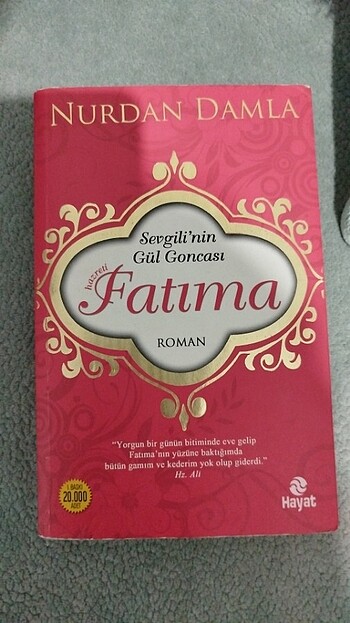 NURDAN DAMLA
Sevgili'nin
Gül Goncası
hazreti
Fatıma
ROMAN
"Yorgun bir günün bitiminde eve gelip
Fatıma'nın yüzüne baktığımda
bütün gamım ve kederim yok olup giderdi."
Hz. Ali
1. BASKI
20.000
ADET
Hayat